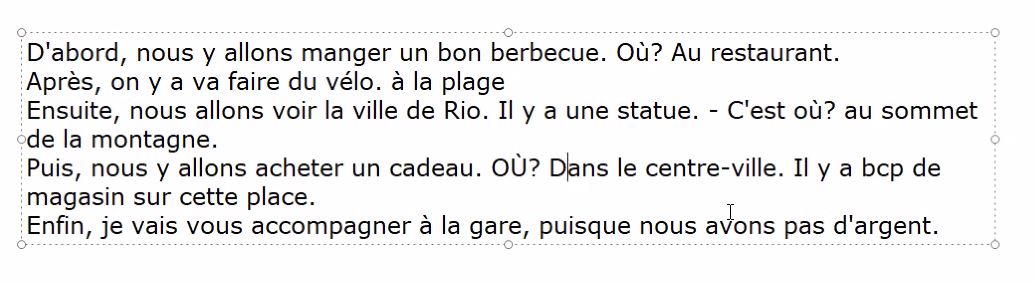 D'abord, nous y allons manger un bon berbecue. Où? Au restaurant.
Après, on y a va faire du vélo. à la plage
Ensuite, nous allons voir la ville de Rio. Il y a une statue. - C'est où? au sommet
de la montagne.
Puis, nous y allons acheter un cadeau. OÙ? Dans le centre-ville. Il y a bcp de
magasin sur cette place.
Enfin, je vais vous accompagner à la gare, puisque nous avons pas d'argent.